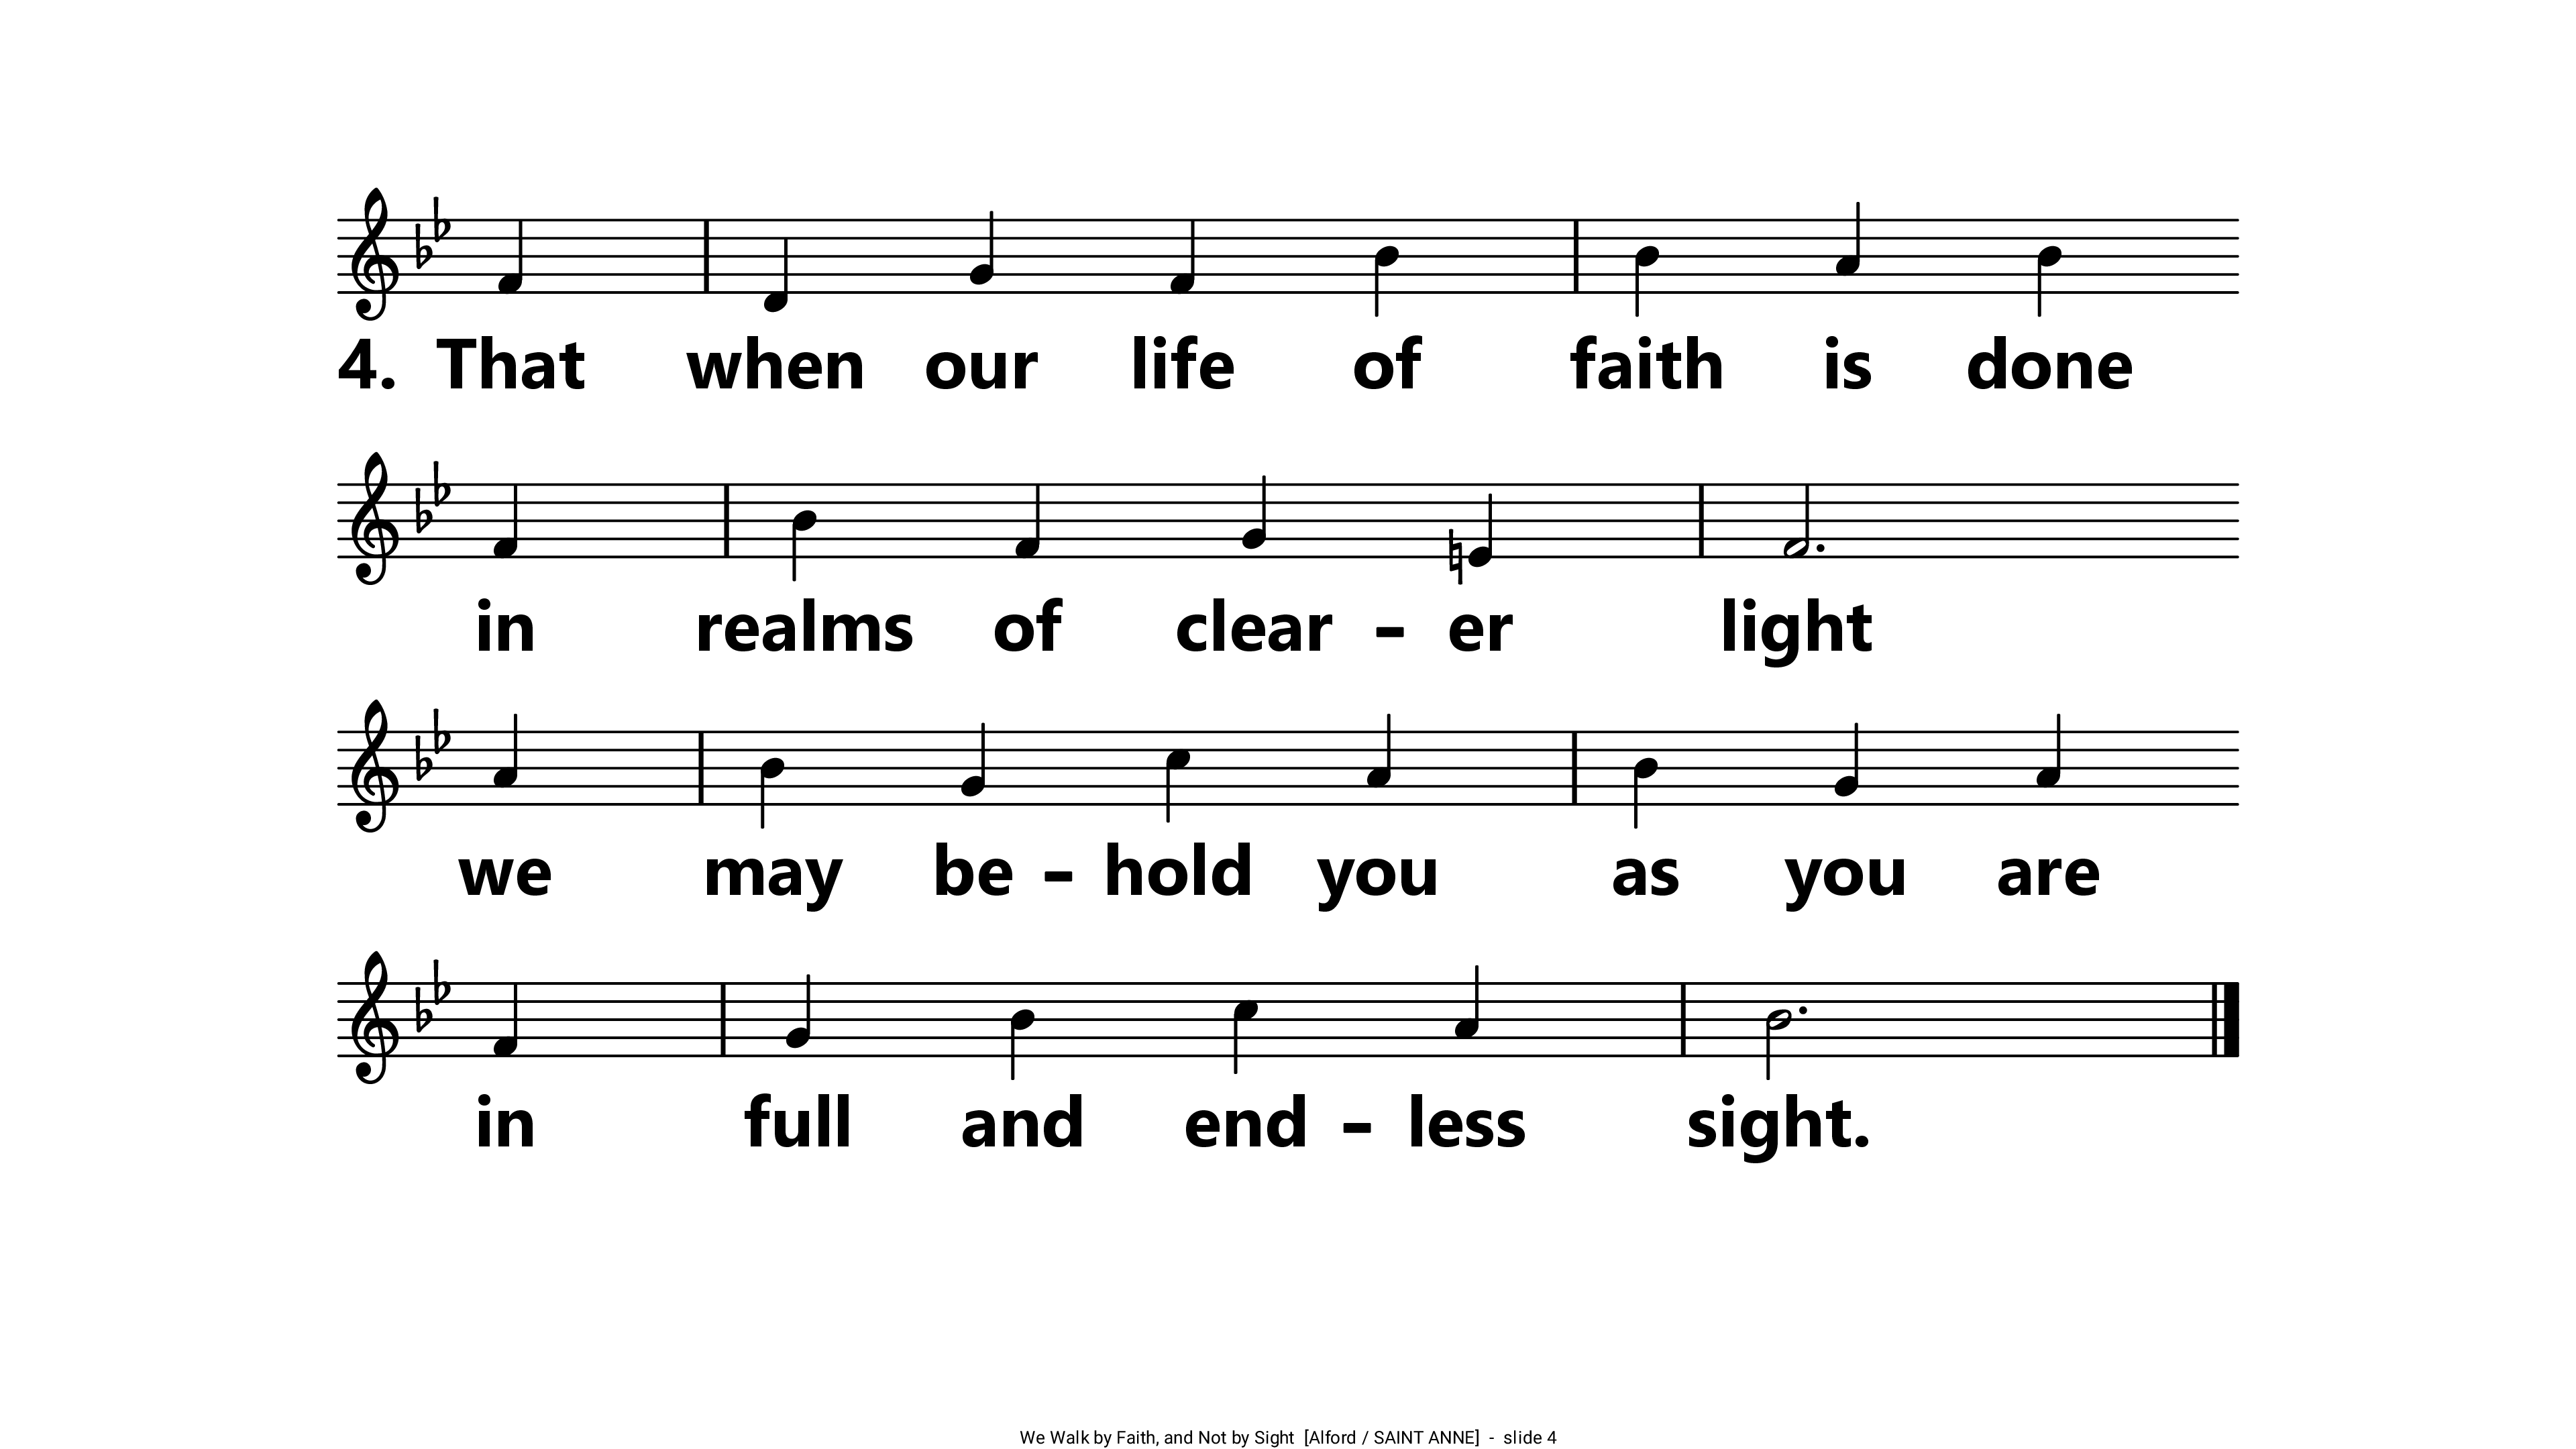 4. That when our life of faith is done
in realms of clear - er light
we may be - hold you as you are
in full and end - less sight.
We Walk by Faith, and Not by Sight [Alford / SAINT ANNE] - slide 4